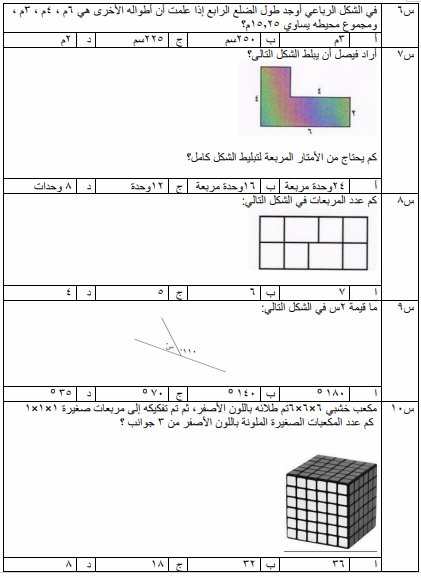 س٦ في الشكل الرباعي أوجد طول الضلع الرابع إذا علمت أن أطواله الأخرى هي ٦م ، ٤م ، ٣م ،
ومجموع محيطه يساوي ١٥,٢٥م؟
أ ٣م ب ٢٥٠سم ج ٢٢٥سم د ٢م
س٧ أراد فيصل أن يبلط الشكل التالى؟
٤
٤
٢
٦
كم يحتاج من الأمتار المربعة لتبليط الشكل كامل؟
أ ٢٤وحدة مربعة ب ١٦وحدة مربعة ج ١٢وحدة د ٨ وحدات
س٨ كم عدد المربعات في الشكل التالي:
ا ٧ ب ٦ ج ٥ د ٤
س٩ ما قيمة ٢س في الشكل التالي:
س
١١٠°
ا ١٨٠ ° ب ١٤٠ ° ج ٧٠ ° د ٣٥ °
س١٠ مكعب خشبي ٦×٦×٦تم طلائه باللون الأصفر، ثم تم تفكيكه إلى مربعات صغيرة ١×١×١
كم عدد المكعبات الصغيرة الملونة باللون الأصفر من ٣ جوانب ؟
ا ٣٦ ب ٣٢ ج ١٨ د ٨